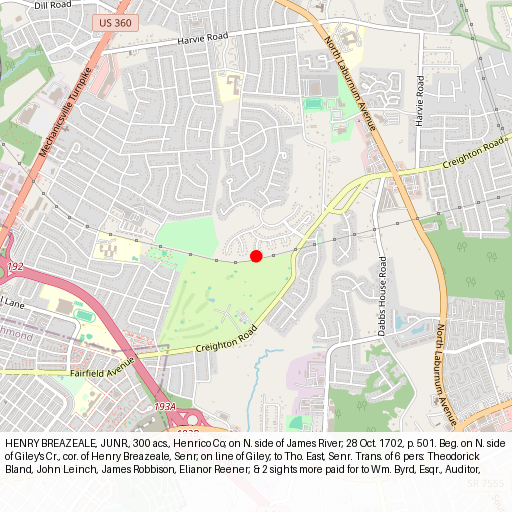 Dill Road
US 360
Harvie Road
North Laburnum Avenue
Harvie Road
Mechanicsville Turnpike
Creighton Road
192
Lane
Dabbs House Road
North Laburnum Avenue
Creighton Road
Fairfield Avenue
193A
HENRY BREAZEALE, JUNR, 300 acs., Henrico Co; on N. side of James River; 28 Oct. 1702, p. 501. Beg. on N. side
of Giley's Cr., cor. of Henry Breazeale, Senr; on line of Giley; to Tho. East, Senr. Trans. of 6 pers: Theodorick
Bland, John Leinch, James Robbison, Elianor Reener; & 2 sights more paid for to Wm. Byrd, Esqr., Auditor,
SR 7555